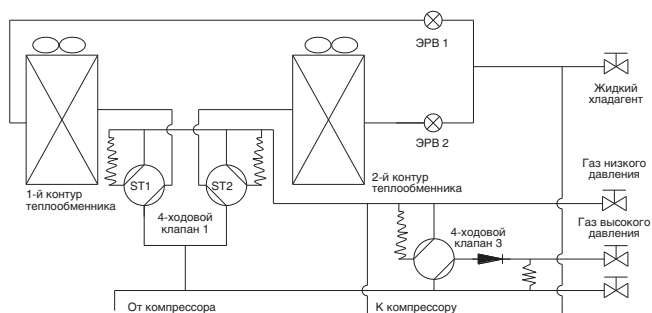 ЭРВ 1
Жидкий
хладагент
ЭРВ 2
ST1
ST2
1-й контур
теплообменника
2-й контур
теплообменника
Газ низкого
давления
4-ходовой
клапан 1
4-ходовой
клапан 3
Газ высокого
давления
От компрессора
К компрессору